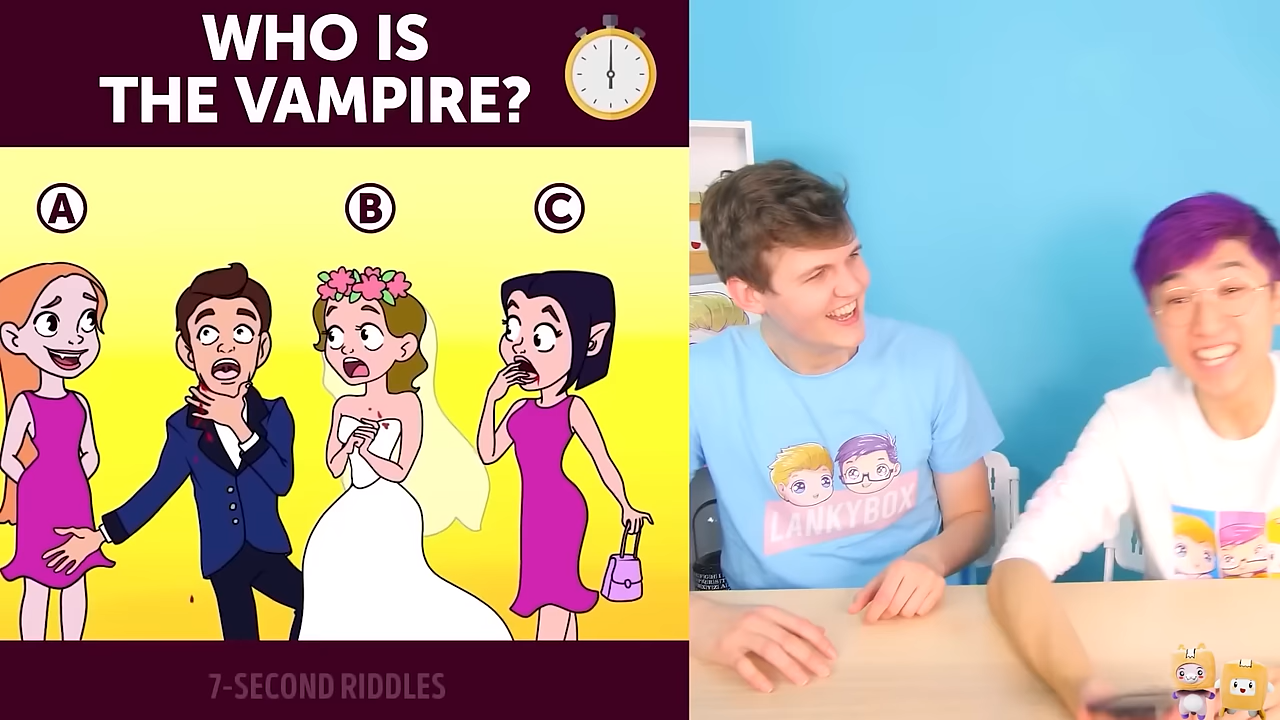 WHO IS
THE VAMPIRE?
A
B
C
LANKYBOX
7-SECOND RIDDLES